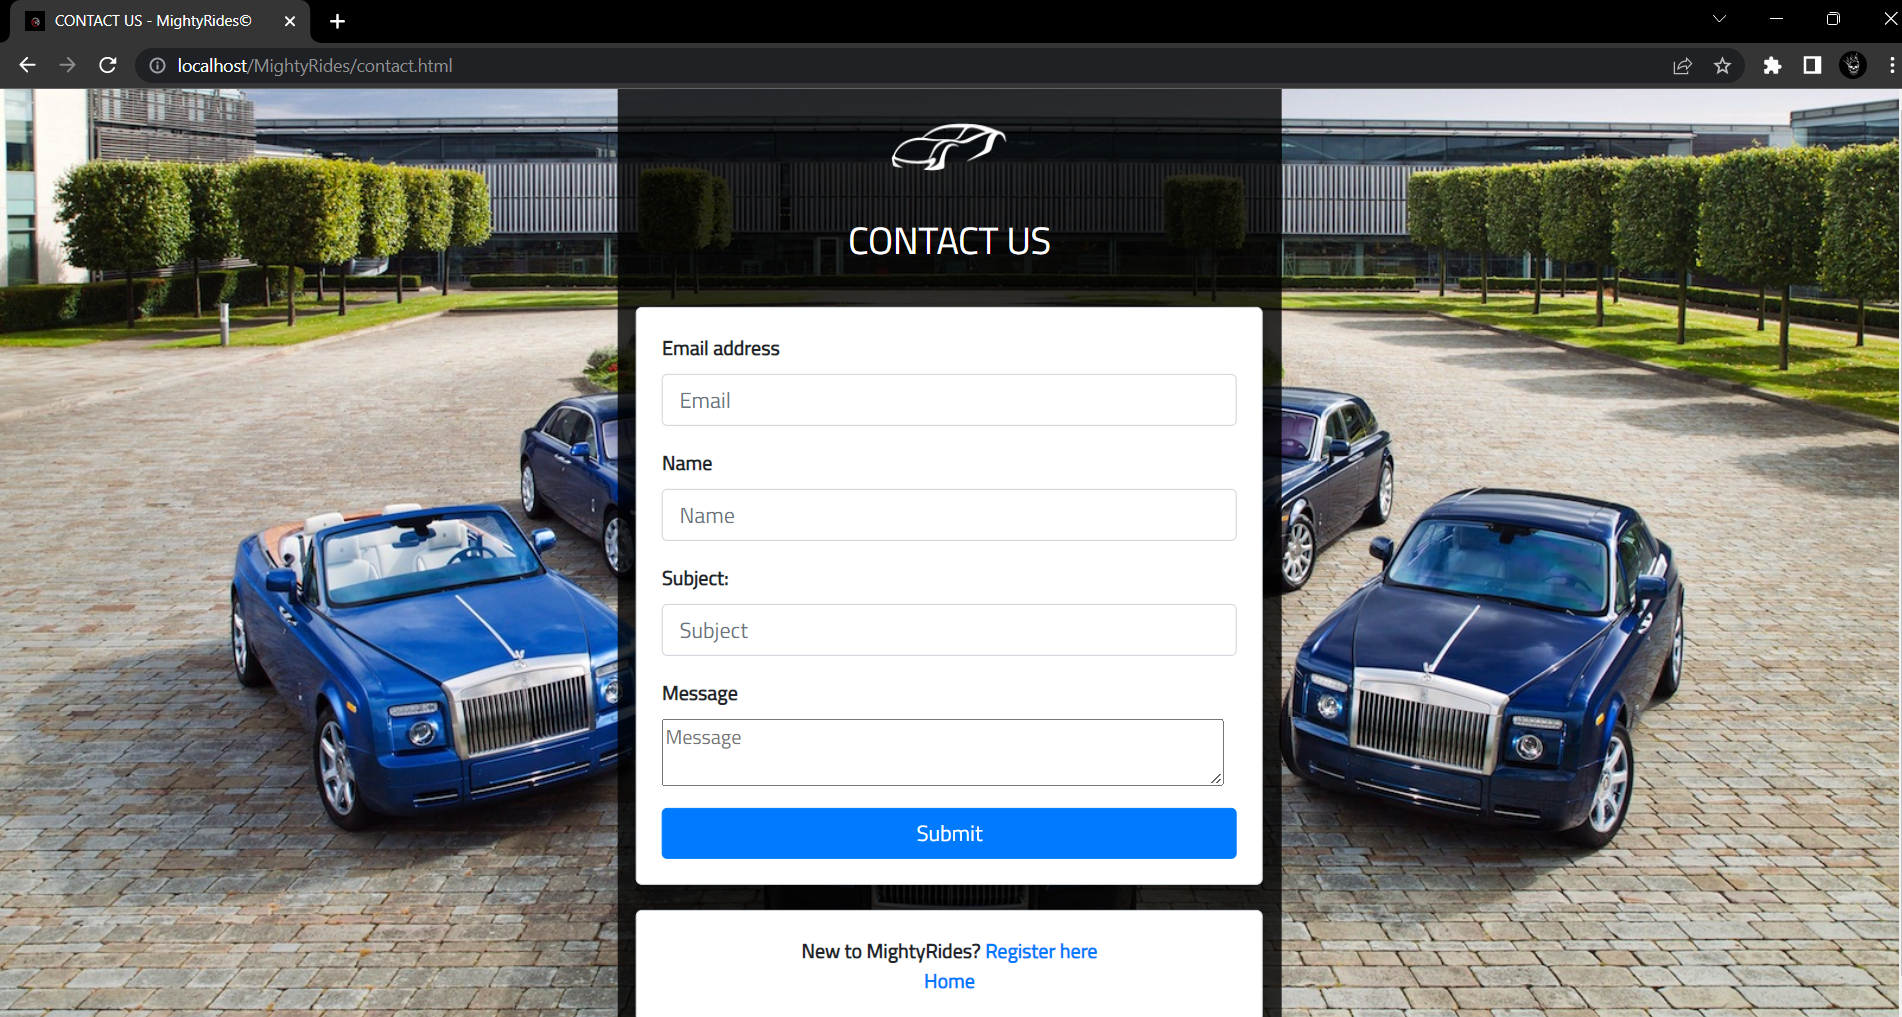 CONTACT US - MightyRides©
localhost/MightyRides/contact.html
CONTACT US
Email address
Email
Name
Name
Subject:
Subject
Message
Message
Submit
New to MightyRides? Register here
Home